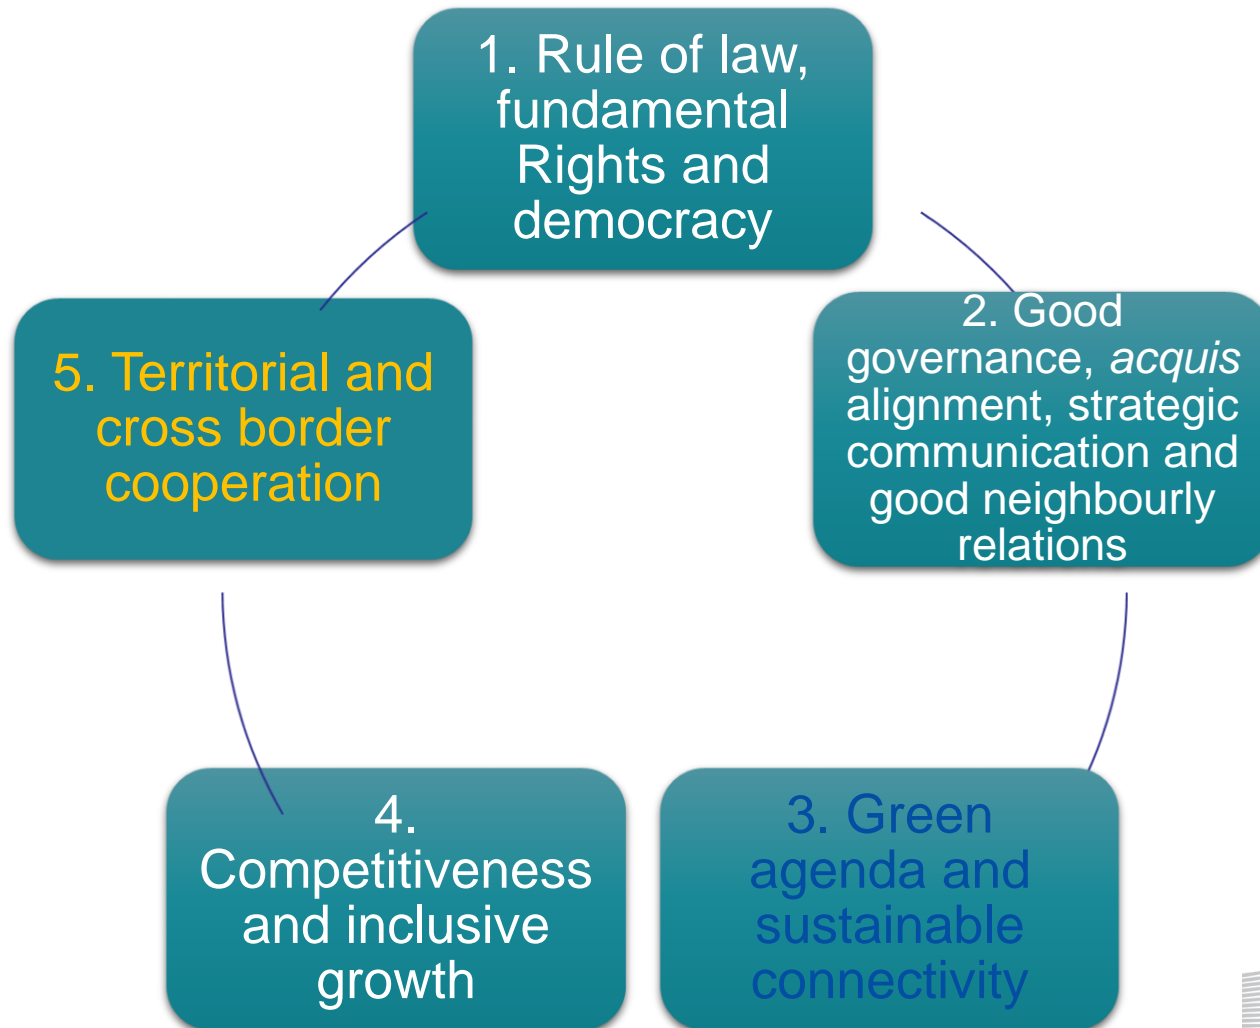 1. Rule of law,
fundamental
Rights and
democracy
2. Good
governance, acquis
alignment, strategic
communication and
good neighbourly
relations
3. Green
agenda and
sustainable
connectivity
4.
Competitiveness
and inclusive
growth
5. Territorial and
cross border
cooperation